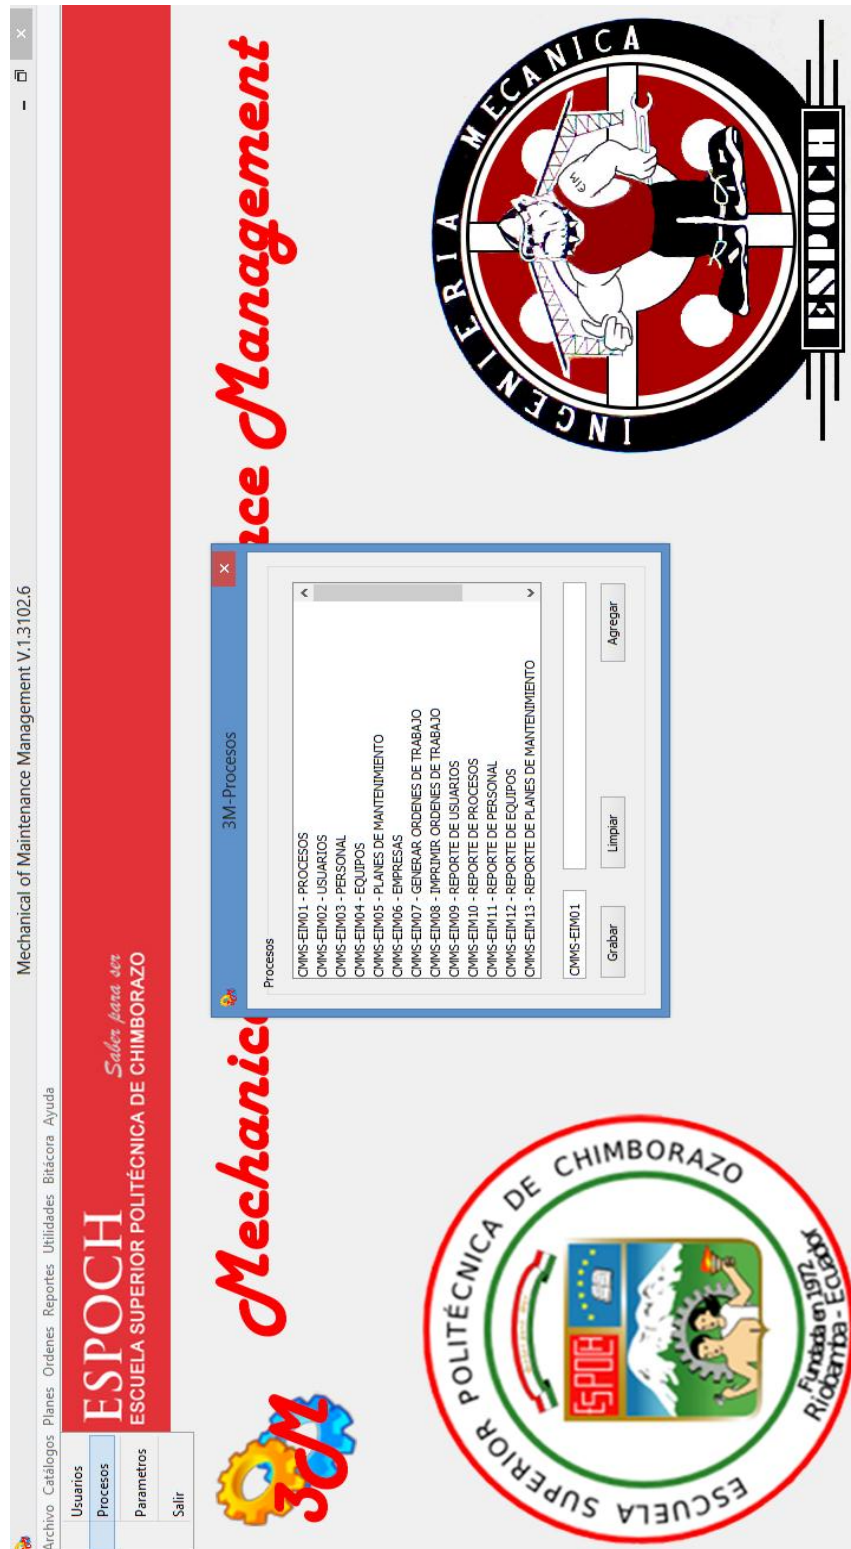 Mechanical of Maintenance Management V.1.3102.6
Archivo Catálogos Planes Ordenes Reportes Utilidades Bitácora Ayuda
Usuarios
Procesos
Parametros
Salir
ESPOCH
Saber para ser
ESCUELA SUPERIOR POLITÉCNICA DE CHIMBORAZO
3M
Mechanic
nce Management
3M-Procesos
Procesos
CMMS-EIM01 - PROCESOS
CMMS-EIM02 - USUARIOS
CMMS-EIM03 - PERSONAL
CMMS-EIM04 - EQUIPOS
CMMS-EIM05 - PLANES DE MANTENIMIENTO
CMMS-EIM06 - EMPRESAS
CMMS-EIM07 - GENERAR ORDENES DE TRABAJO
CMMS-EIM08 - IMPRIMIR ORDENES DE TRABAJO
CMMS-EIM09 - REPORTE DE USUARIOS
CMMS-EIM10 - REPORTE DE PROCESOS
CMMS-EIM11 - REPORTE DE PERSONAL
CMMS-EIM12 - REPORTE DE EQUIPOS
CMMS-EIM13 - REPORTE DE PLANES DE MANTENIMIENTO
CMMS-EIM01
Grabar Limpiar Agregar
ESCUELA SUPERIOR POLITÉCNICA DE CHIMBORAZO
ESPOCH
Fundada en 1972
Riobamba - Ecuador
INGENIERIA MECANICA
EIM
ESPOCH